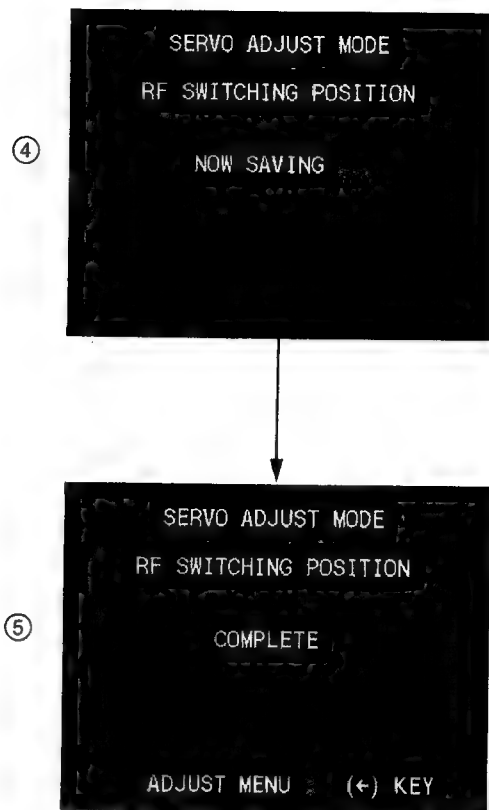 ④
SERVO ADJUST MODE
RF SWITCHING POSITION
NOW SAVING
⑤
SERVO ADJUST MODE
RF SWITCHING POSITION
COMPLETE
ADJUST MENU (←) KEY